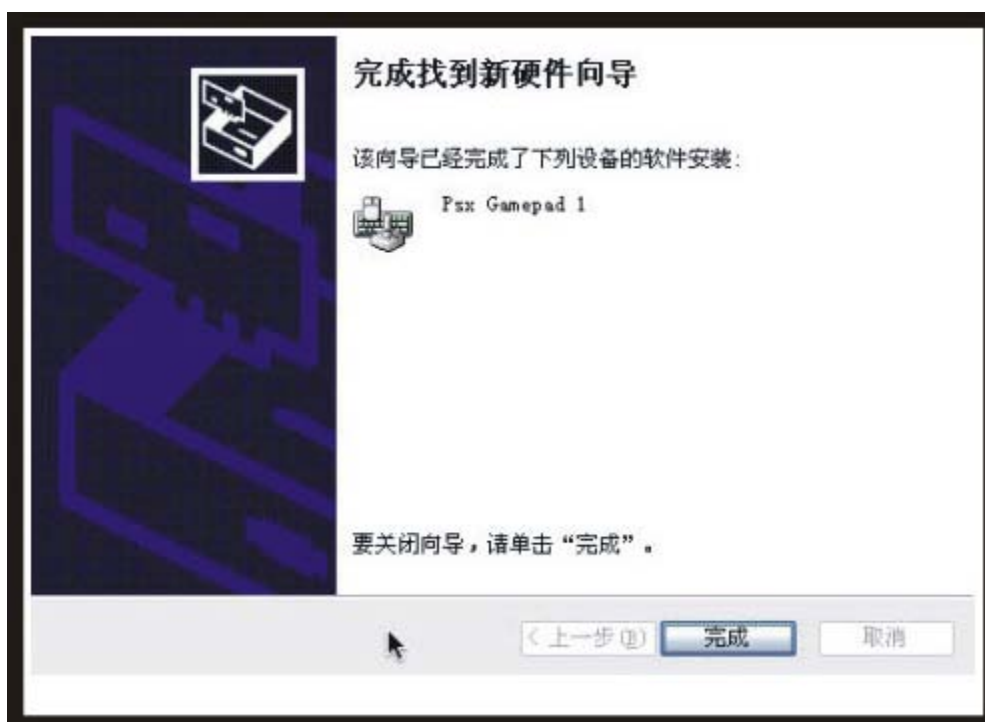 完成找到新硬件向导
该向导已经完成了下列设备的软件安装:
Psx Gamepad 1
要关闭向导，请单击“完成”。
< 上一步(B)
完成
取消